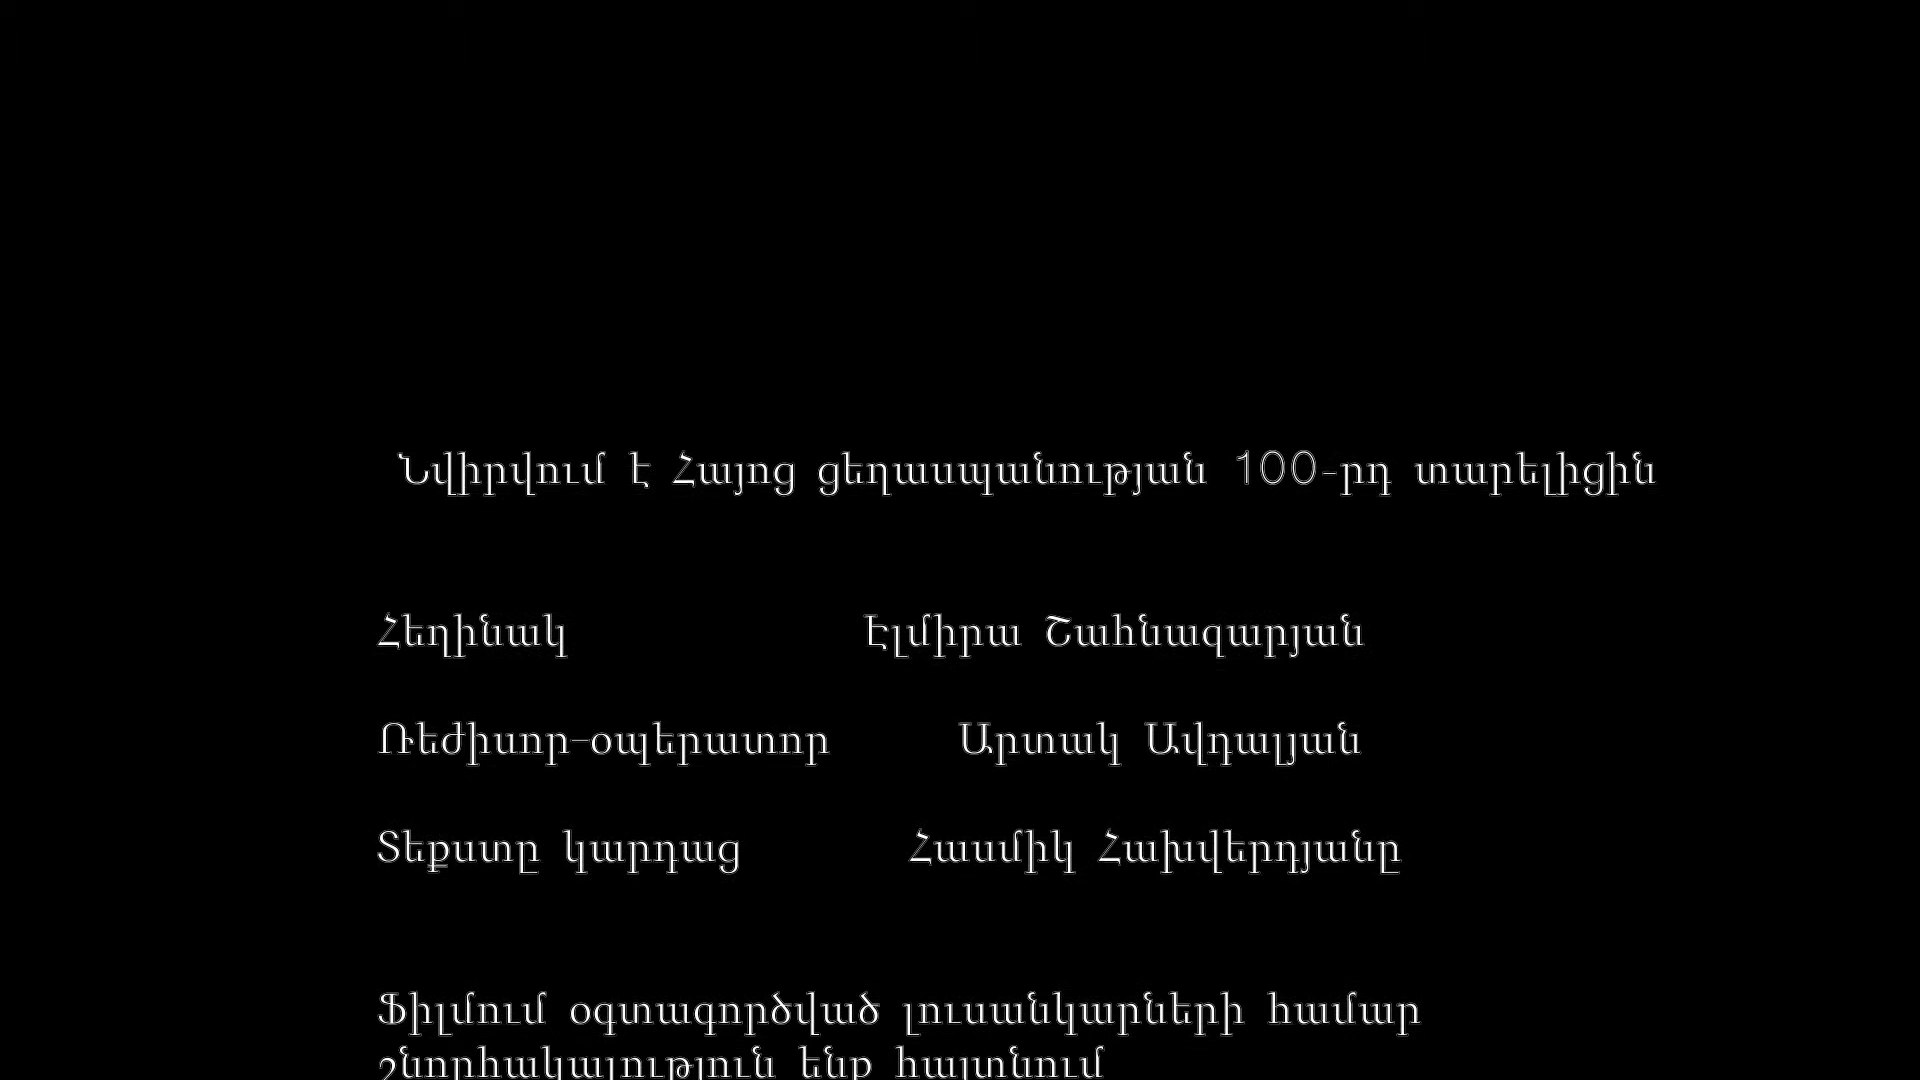 Նվիրվում է Հայոց ցեղասպանության 100-րդ տարելիցին
Հեղինակ Էլմիրա Շահնազարյան
Ռեժիսոր-օպերատոր Արտակ Ավդալյան
Տեքստը կարդաց Հասմիկ Հախվերդյանը
Ֆիլմում օգտագործված լուսանկարների համար
շնորհակալություն ենք հայտնում